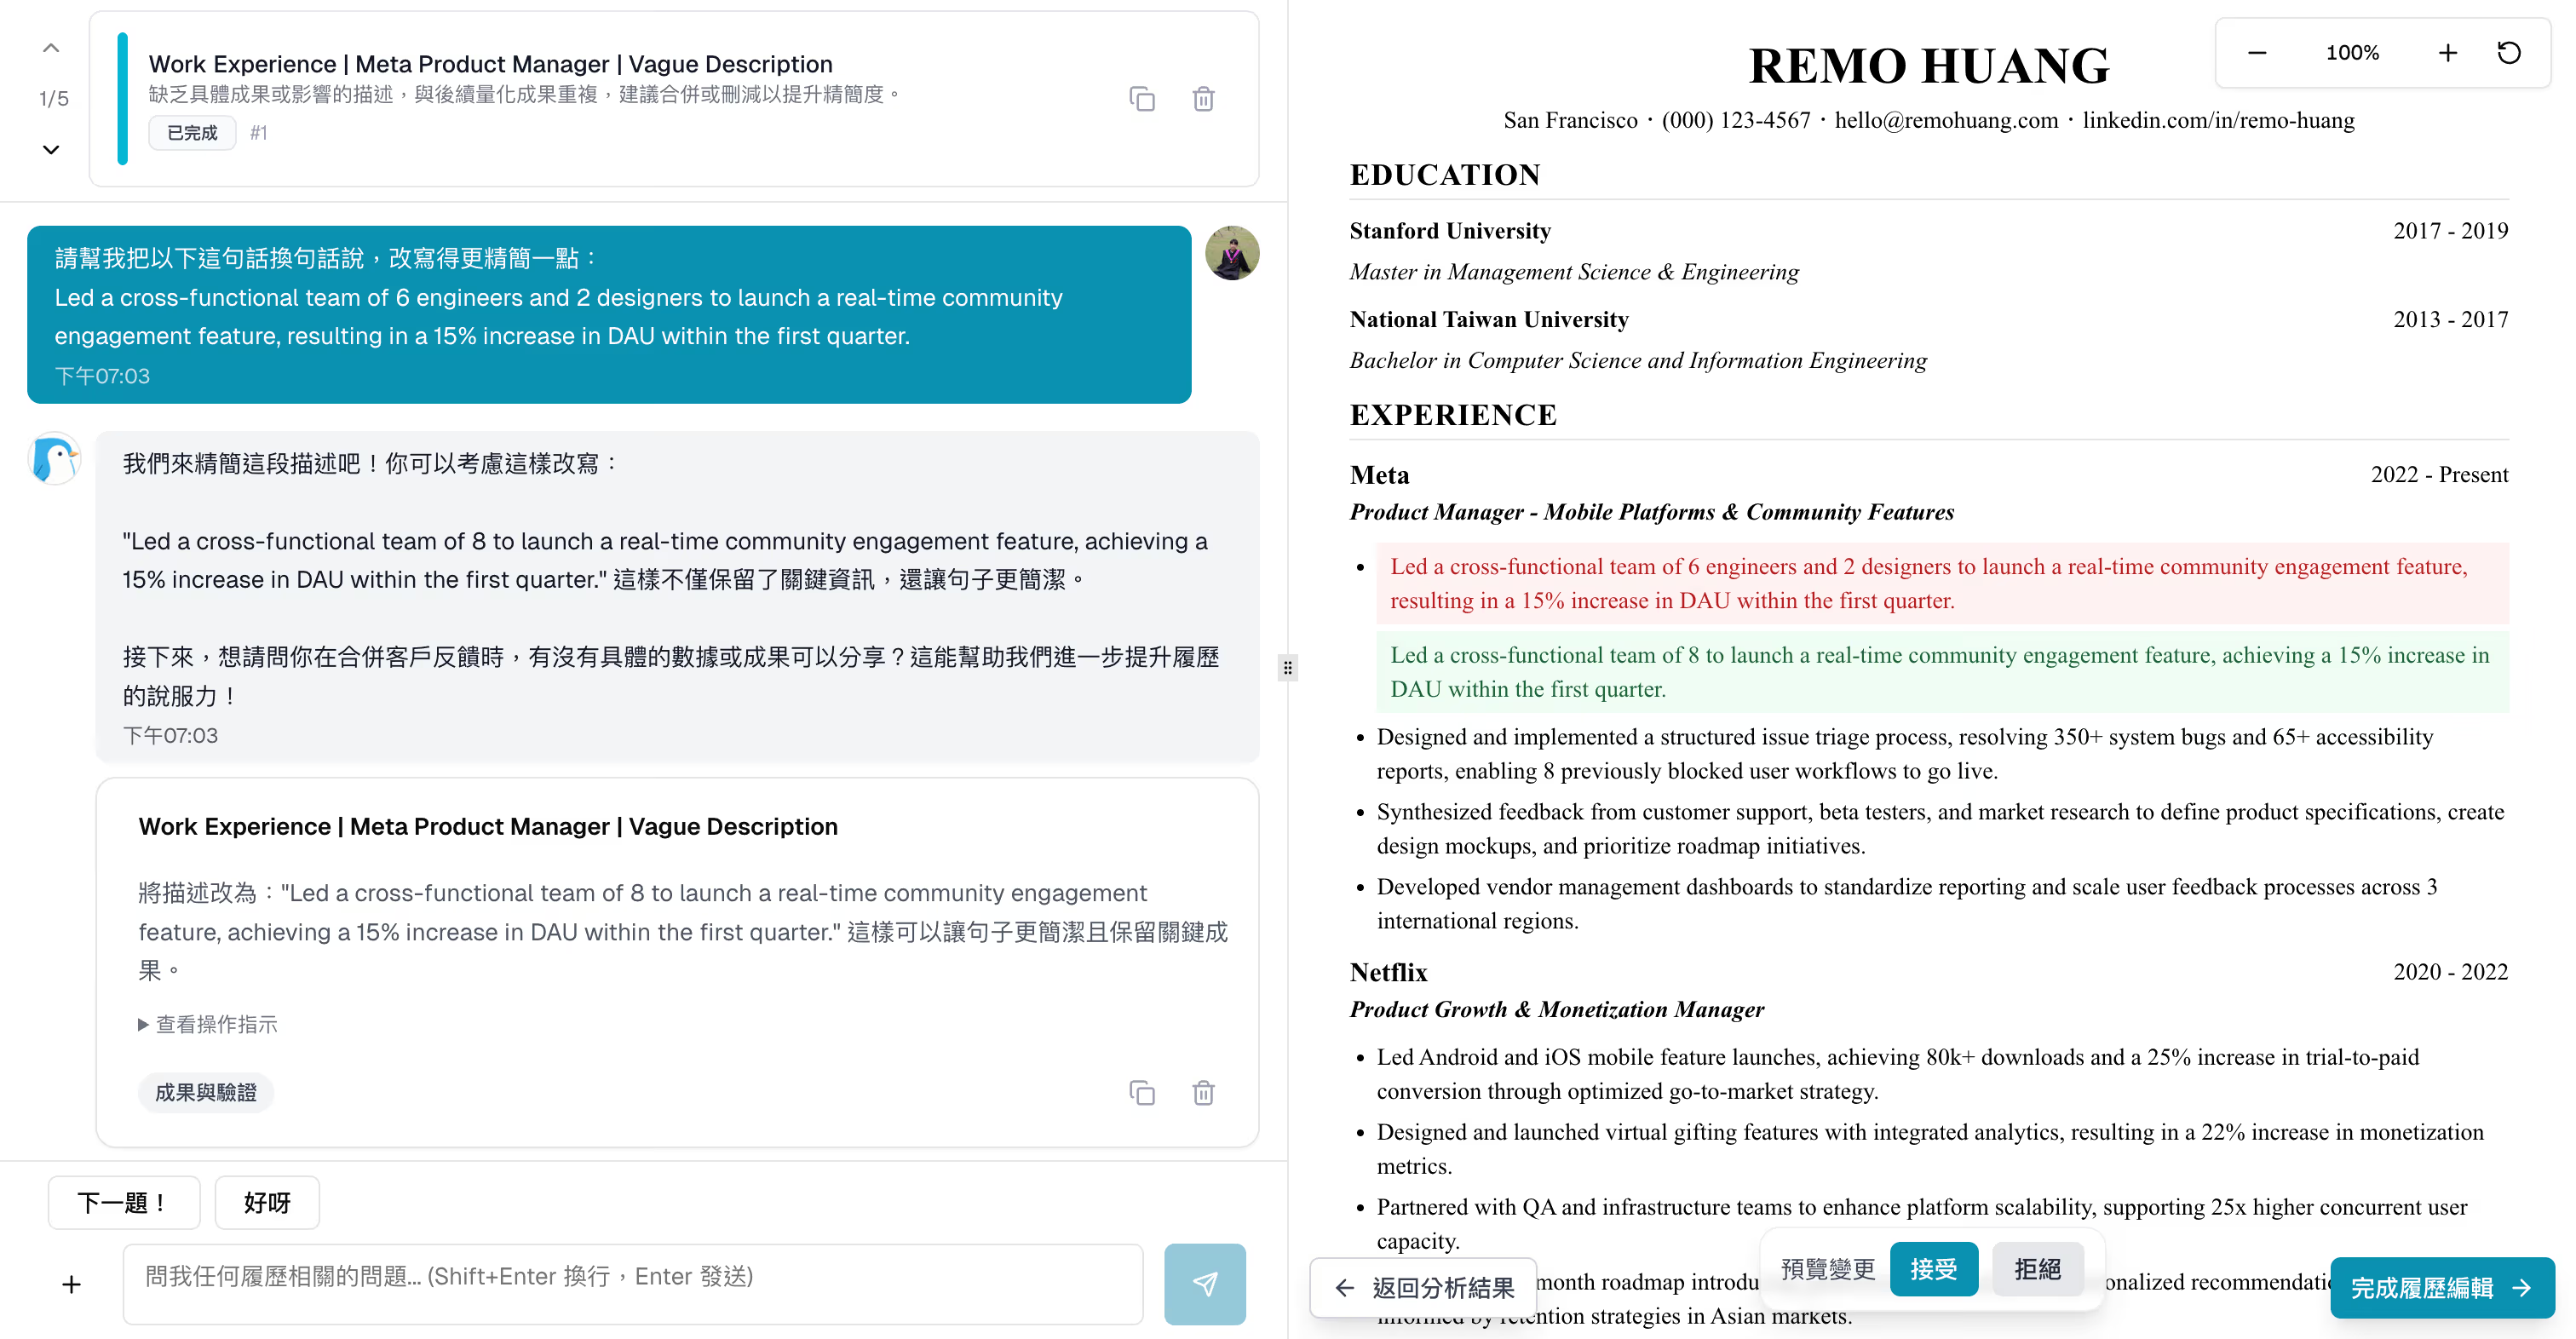 1/5
Work Experience | Meta Product Manager | Vague Description
缺乏具體成果或影響的描述，與後續量化成果重複，建議合併或刪減以提升精簡度。
已完成 #1
請幫我把以下這句話換句話說，改寫得更精簡一點：
Led a cross-functional team of 6 engineers and 2 designers to launch a real-time community
engagement feature, resulting in a 15% increase in DAU within the first quarter.
下午07:03
我們來精簡這段描述吧！你可以考慮這樣改寫：
"Led a cross-functional team of 8 to launch a real-time community engagement feature, achieving a
15% increase in DAU within the first quarter." 這樣不僅保留了關鍵資訊，還讓句子更簡潔。
接下來，想請問你在合併客戶反饋時，有沒有具體的數據或成果可以分享？這能幫助我們進一步提升履歷
的說服力！
下午07:03
Work Experience | Meta Product Manager | Vague Description
將描述改為："Led a cross-functional team of 8 to launch a real-time community engagement
feature, achieving a 15% increase in DAU within the first quarter." 這樣可以讓句子更簡潔且保留關鍵成
果。
查看操作指示
成果與驗證
下一題！ 好呀
問我任何履歷相關的問題... (Shift+Enter 換行，Enter 發送)
100%
REMO HUANG
San Francisco · (000) 123-4567 · hello@remohuang.com · linkedin.com/in/remo-huang
EDUCATION
Stanford University 2017 - 2019
Master in Management Science & Engineering
National Taiwan University 2013 - 2017
Bachelor in Computer Science and Information Engineering
EXPERIENCE
Meta 2022 - Present
Product Manager - Mobile Platforms & Community Features
• Led a cross-functional team of 6 engineers and 2 designers to launch a real-time community engagement feature,
resulting in a 15% increase in DAU within the first quarter.
Led a cross-functional team of 8 to launch a real-time community engagement feature, achieving a 15% increase in
DAU within the first quarter.
• Designed and implemented a structured issue triage process, resolving 350+ system bugs and 65+ accessibility
reports, enabling 8 previously blocked user workflows to go live.
• Synthesized feedback from customer support, beta testers, and market research to define product specifications, create
design mockups, and prioritize roadmap initiatives.
• Developed vendor management dashboards to standardize reporting and scale user feedback processes across 3
international regions.
Netflix 2020 - 2022
Product Growth & Monetization Manager
• Led Android and iOS mobile feature launches, achieving 80k+ downloads and a 25% increase in trial-to-paid
conversion through optimized go-to-market strategy.
• Designed and launched virtual gifting features with integrated analytics, resulting in a 22% increase in monetization
metrics.
• Partnered with QA and infrastructure teams to enhance platform scalability, supporting 25x higher concurrent user
capacity.
month roadmap
informed by retention strategies in Asian markets.
預覽變更 接受 拒絕
返回分析結果
完成履歷編輯